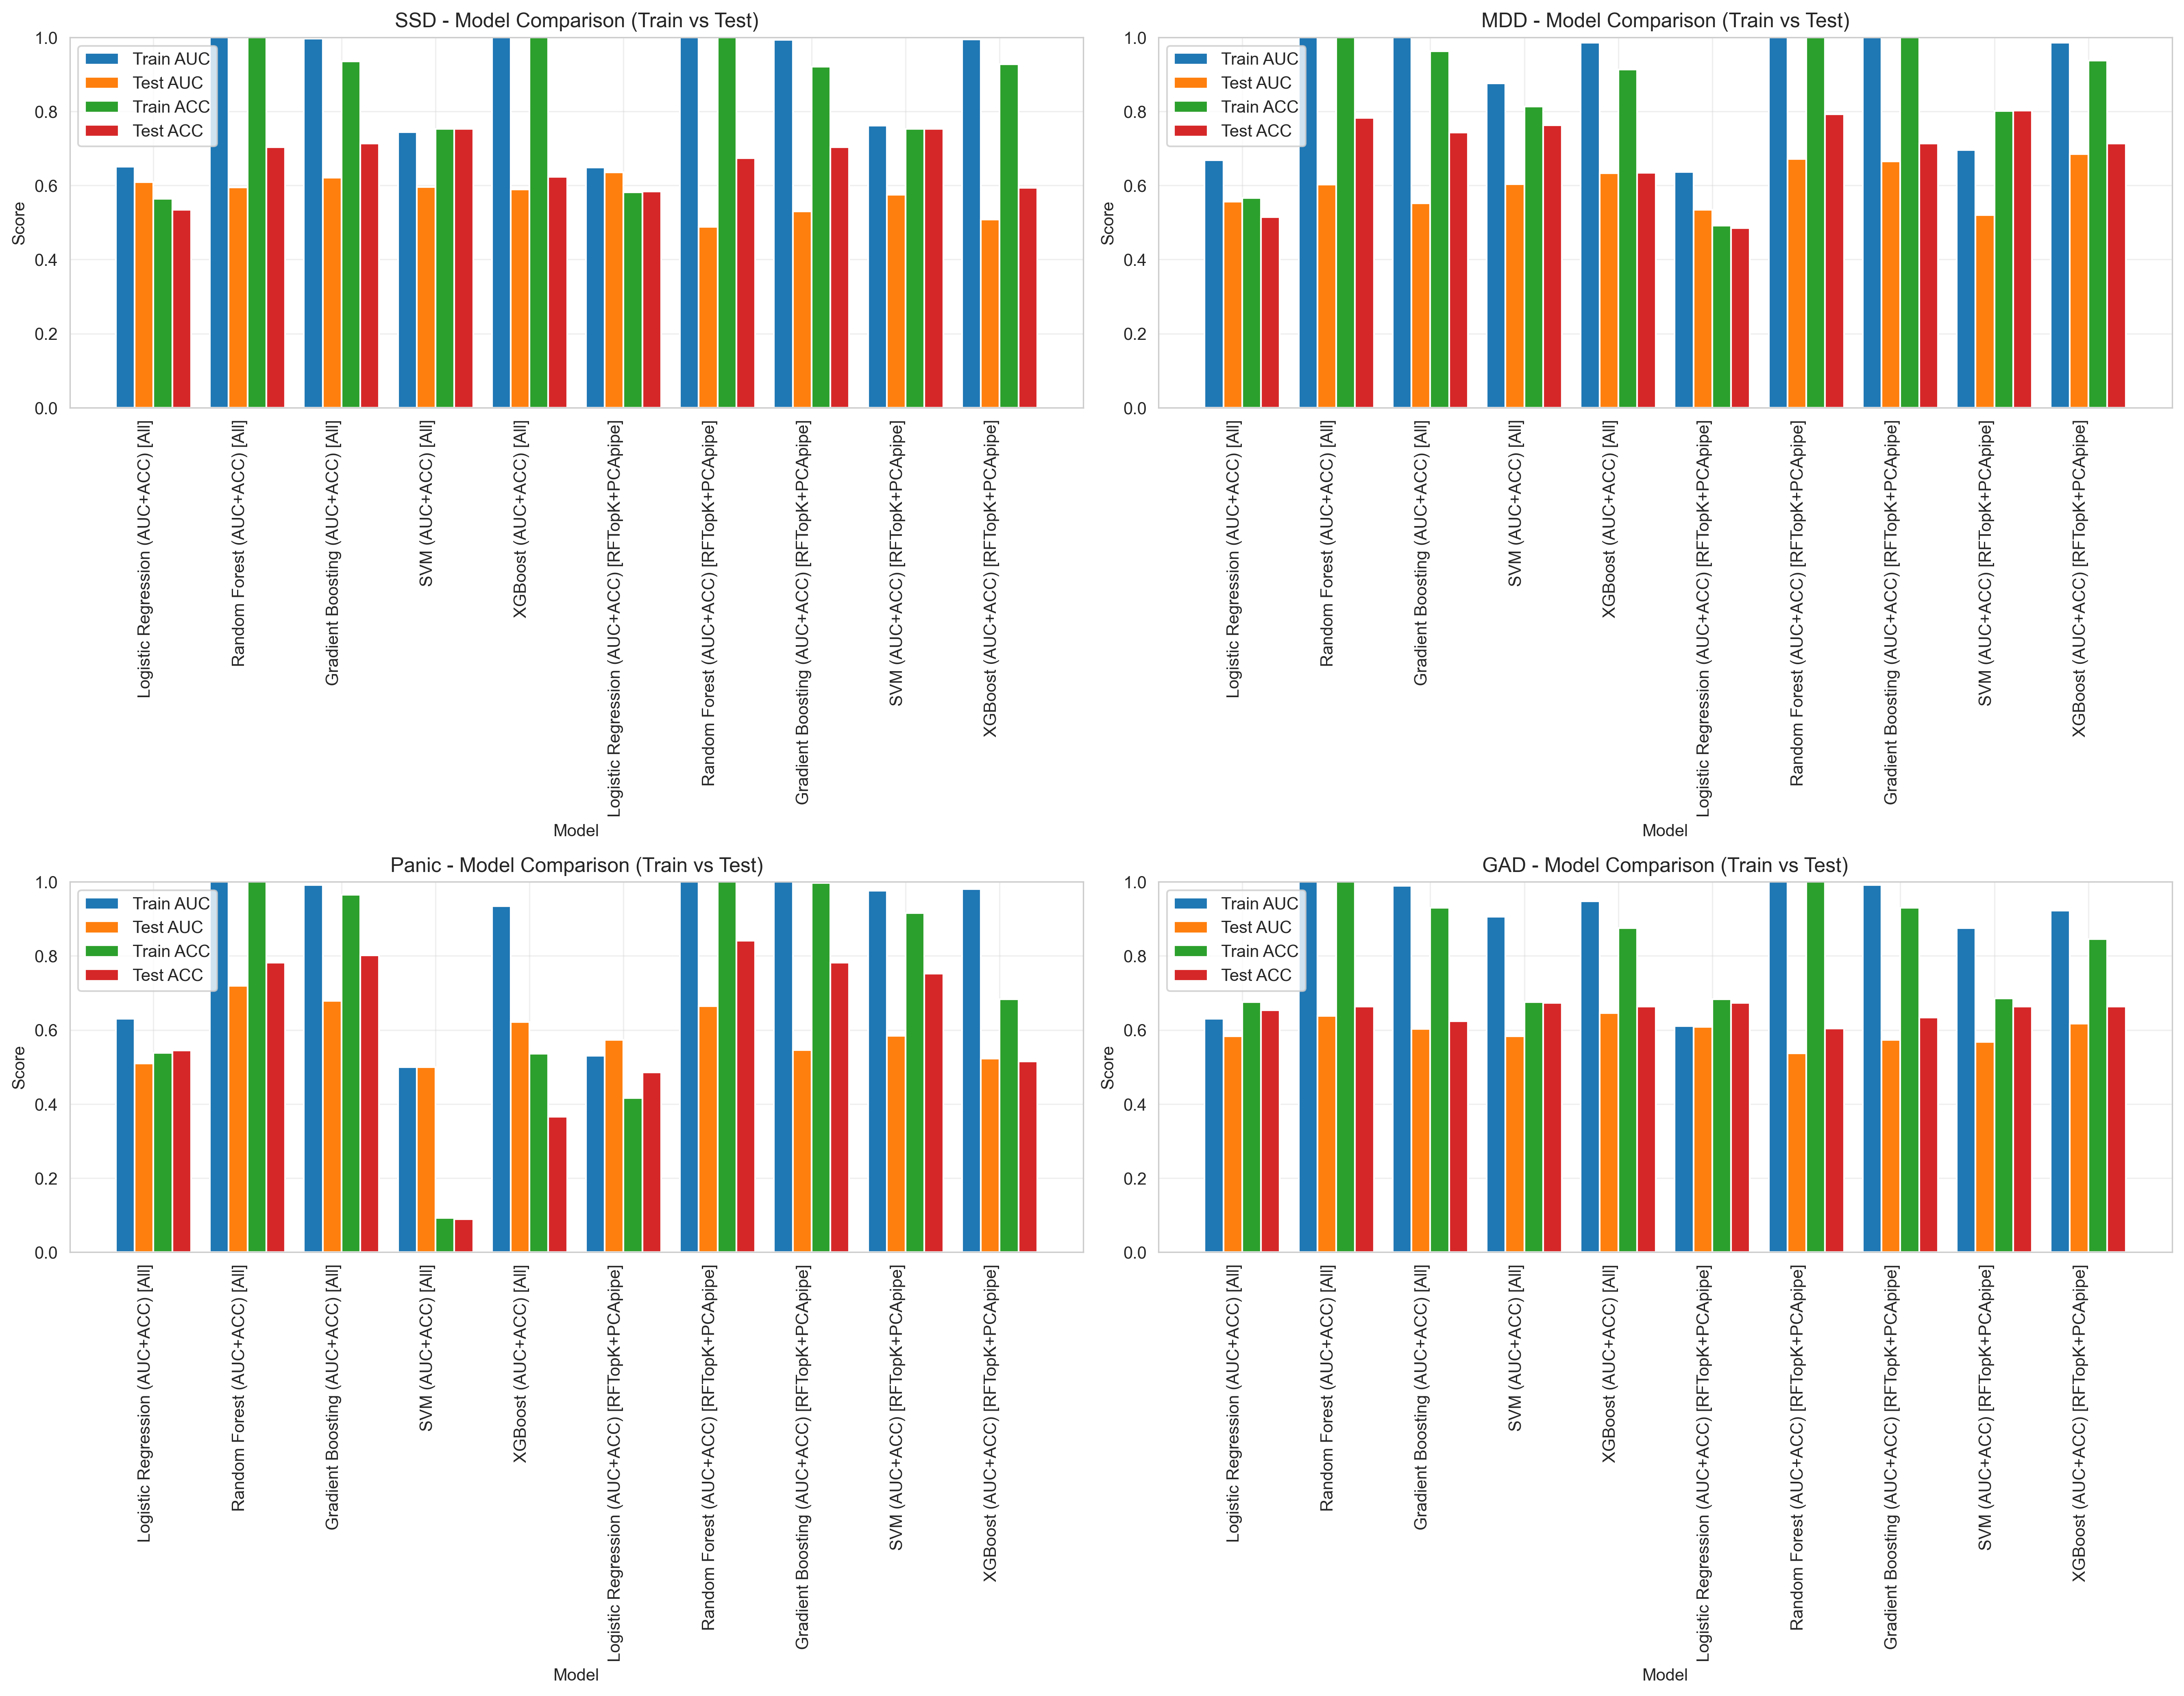 SSD - Model Comparison (Train vs Test)
1.0
0.8
0.6
0.4
0.2
0.0
Score
Train AUC
Test AUC
Train ACC
Test ACC
Logistic Regression (AUC+ACC) [All]
Random Forest (AUC+ACC) [All]
Gradient Boosting (AUC+ACC) [All]
SVM (AUC+ACC) [All]
XGBoost (AUC+ACC) [All]
Logistic Regression (AUC+ACC) [RFTopK+PCApipe]
Random Forest (AUC+ACC) [RFTopK+PCApipe]
Gradient Boosting (AUC+ACC) [RFTopK+PCApipe]
SVM (AUC+ACC) [RFTopK+PCApipe]
XGBoost (AUC+ACC) [RFTopK+PCApipe]
Model
MDD - Model Comparison (Train vs Test)
1.0
0.8
0.6
0.4
0.2
0.0
Score
Train AUC
Test AUC
Train ACC
Test ACC
Logistic Regression (AUC+ACC) [All]
Random Forest (AUC+ACC) [All]
Gradient Boosting (AUC+ACC) [All]
SVM (AUC+ACC) [All]
XGBoost (AUC+ACC) [All]
Logistic Regression (AUC+ACC) [RFTopK+PCApipe]
Random Forest (AUC+ACC) [RFTopK+PCApipe]
Gradient Boosting (AUC+ACC) [RFTopK+PCApipe]
SVM (AUC+ACC) [RFTopK+PCApipe]
XGBoost (AUC+ACC) [RFTopK+PCApipe]
Model
Panic - Model Comparison (Train vs Test)
1.0
0.8
0.6
0.4
0.2
0.0
Score
Train AUC
Test AUC
Train ACC
Test ACC
Logistic Regression (AUC+ACC) [All]
Random Forest (AUC+ACC) [All]
Gradient Boosting (AUC+ACC) [All]
SVM (AUC+ACC) [All]
XGBoost (AUC+ACC) [All]
Logistic Regression (AUC+ACC) [RFTopK+PCApipe]
Random Forest (AUC+ACC) [RFTopK+PCApipe]
Gradient Boosting (AUC+ACC) [RFTopK+PCApipe]
SVM (AUC+ACC) [RFTopK+PCApipe]
XGBoost (AUC+ACC) [RFTopK+PCApipe]
Model
GAD - Model Comparison (Train vs Test)
1.0
0.8
0.6
0.4
0.2
0.0
Score
Train AUC
Test AUC
Train ACC
Test ACC
Logistic Regression (AUC+ACC) [All]
Random Forest (AUC+ACC) [All]
Gradient Boosting (AUC+ACC) [All]
SVM (AUC+ACC) [All]
XGBoost (AUC+ACC) [All]
Logistic Regression (AUC+ACC) [RFTopK+PCApipe]
Random Forest (AUC+ACC) [RFTopK+PCApipe]
Gradient Boosting (AUC+ACC) [RFTopK+PCApipe]
SVM (AUC+ACC) [RFTopK+PCApipe]
XGBoost (AUC+ACC) [RFTopK+PCApipe]
Model